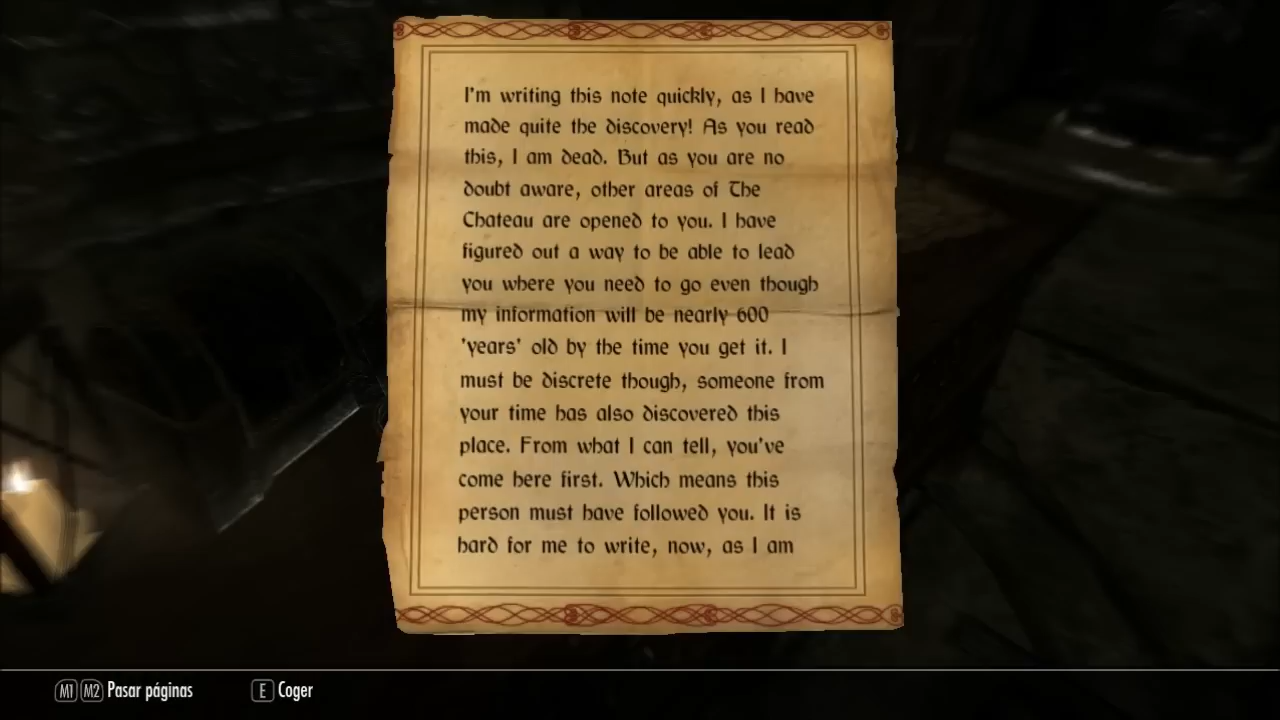 I'm writing this note quickly, as I have
made quite the discovery! As you read
this, I am dead. But as you are no
doubt aware, other areas of The
Chateau are opened to you. I have
figured out a way to be able to lead
you where you need to go even though
my information will be nearly 600
'years' old by the time you get it. I
must be discrete though, someone from
your time has also discovered this
place. From what I can tell, you've
come here first. Which means this
person must have followed you. It is
hard for me to write, now, as I am
M1 M2 Pasar páginas E Coger